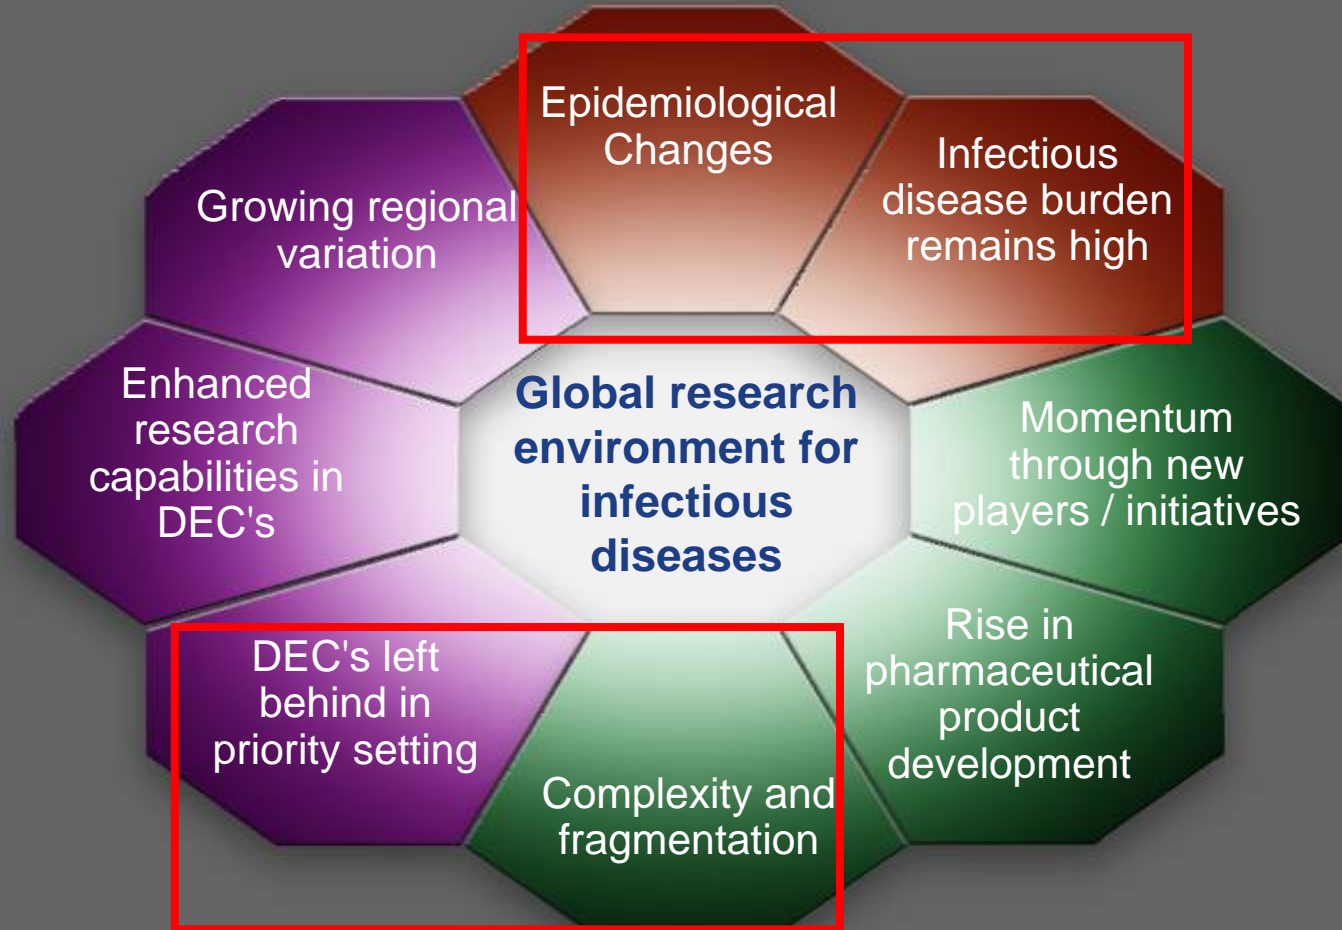 Epidemiological
Changes
Infectious
disease burden
remains high
Growing regional
variation
Enhanced
research
capabilities in
DEC's
Global research
environment for
infectious
diseases
Momentum
through new
players / initiatives
DEC's left
behind in
priority setting
Complexity and
fragmentation
Rise in
pharmaceutical
product
development